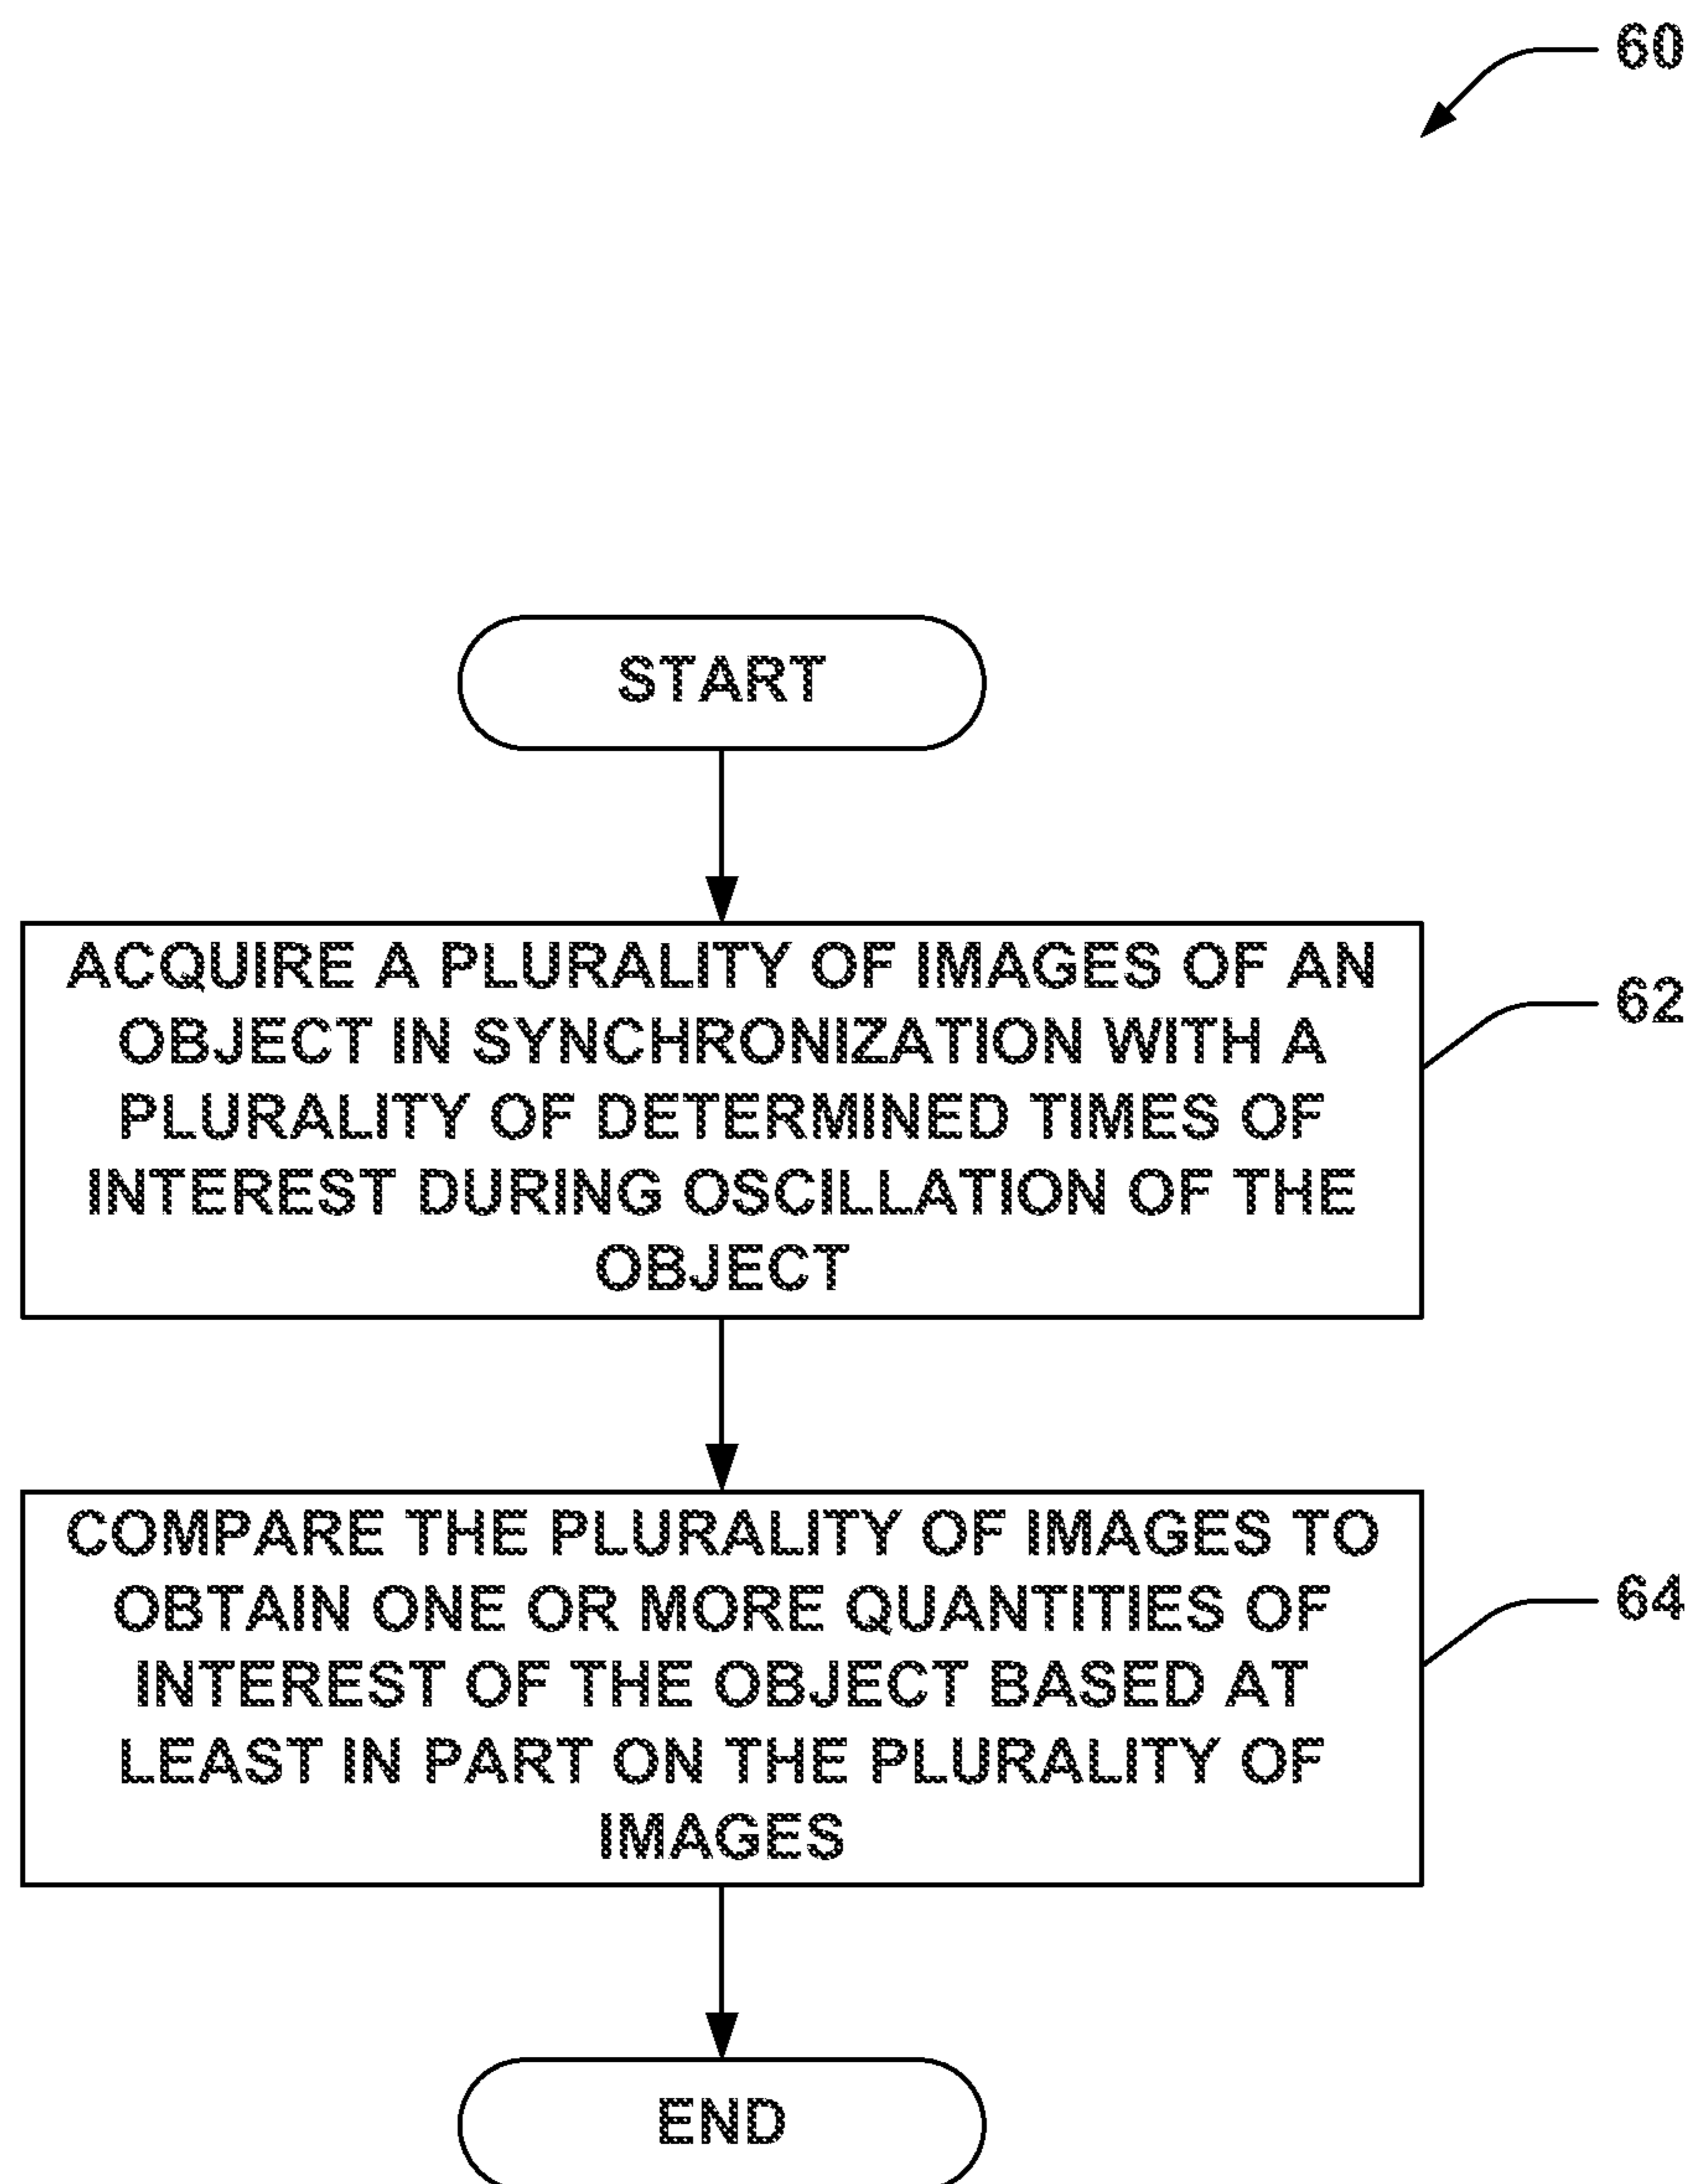 60
START
ACQUIRE A PLURALITY OF IMAGES OF AN
OBJECT IN SYNCHRONIZATION WITH A
PLURALITY OF DETERMINED TIMES OF
INTEREST DURING OSCILLATION OF THE
OBJECT
62
COMPARE THE PLURALITY OF IMAGES TO
OBTAIN ONE OR MORE QUANTITIES OF
INTEREST OF THE OBJECT BASED AT
LEAST IN PART ON THE PLURALITY OF
IMAGES
64
END